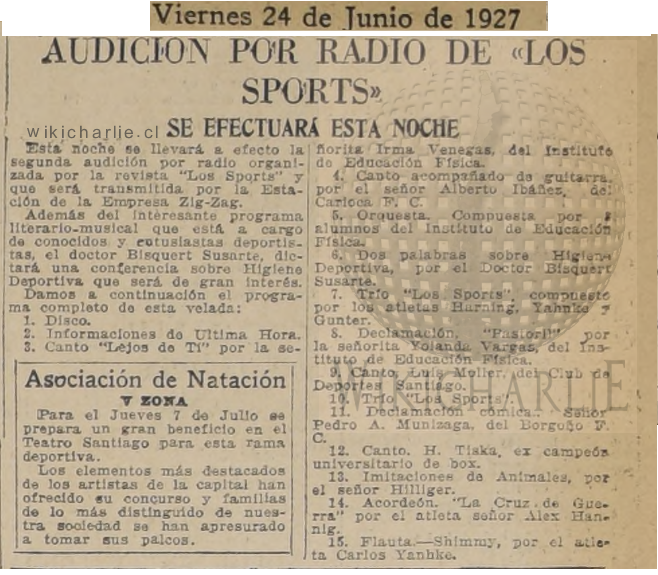 Viernes 24 de Junio de 1927
AUDICION POR RADIO DE «LOS
SPORTS»
wikicharlie.cl
SE EFECTUARÁ ESTA NOCHE
Esta noche se llevará a efecto la
segunda audición por radio organi-
zada por la revista "Los Sports" y
que será transmitida por la Esta-
ción de la Empresa Zig-Zag.
Además del interesante programa
literario-musical que está a cargo
de conocidos y entusiastas deportis-
tas, el doctor Bisquert Susarte, dic-
tará una conferencia sobre Higiene
Deportiva que será de gran interés.
Damos a continuación el progra-
ma completo de esta velada:
1. Disco.
2. Informaciones de Ultima Hora.
3. Canto "Lejos de Tí" por la se-
ñorita Irma Venegas, del Instituto
de Educación Física.
4. Canto acompañado de guitarra,
por el señor Alberto Ibáñez, del
Carioca F. C.
5. Orquesta. Compuesta por
alumnos del Instituto de Educación
Física.
6. Dos palabras sobre Higiene
Deportiva, por el Doctor Bisquert
Susarte.
7. Trío "Los Sports", compuesto
por los atletas Harning, Yahnke y
Gunter.
8. Declamación, "Pastoril" por
la señorita Yolanda Vargas, del Ins-
tituto de Educación Física.
9. Canto, Luis Moller, del Club de
Deportes Santiago.
10. Trío "Los Sports".
11. Declamación cómica. Señor
Pedro A. Munizaga, del Borgoño F.
C.
12. Canto. H. Tiska, ex campeón
universitario de box.
13. Imitaciones de Animales, por
el señor Hilliger.
14. Acordeón. "La Cruz de Gue-
rra" por el atleta señor Alex Han-
nig.
15. Flauta.—Shimmy, por el atle-
ta Carlos Yanhke.
Asociación de Natación
V ZONA
Para el Jueves 7 de Julio se
prepara un gran beneficio en el
Teatro Santiago para esta rama
deportiva.
Los elementos más destacados
de los artistas de la capital han
ofrecido su concurso y familias
de lo más distinguido de nues-
tra sociedad se han apresurado
a tomar sus palcos.
WIKICHARLIE